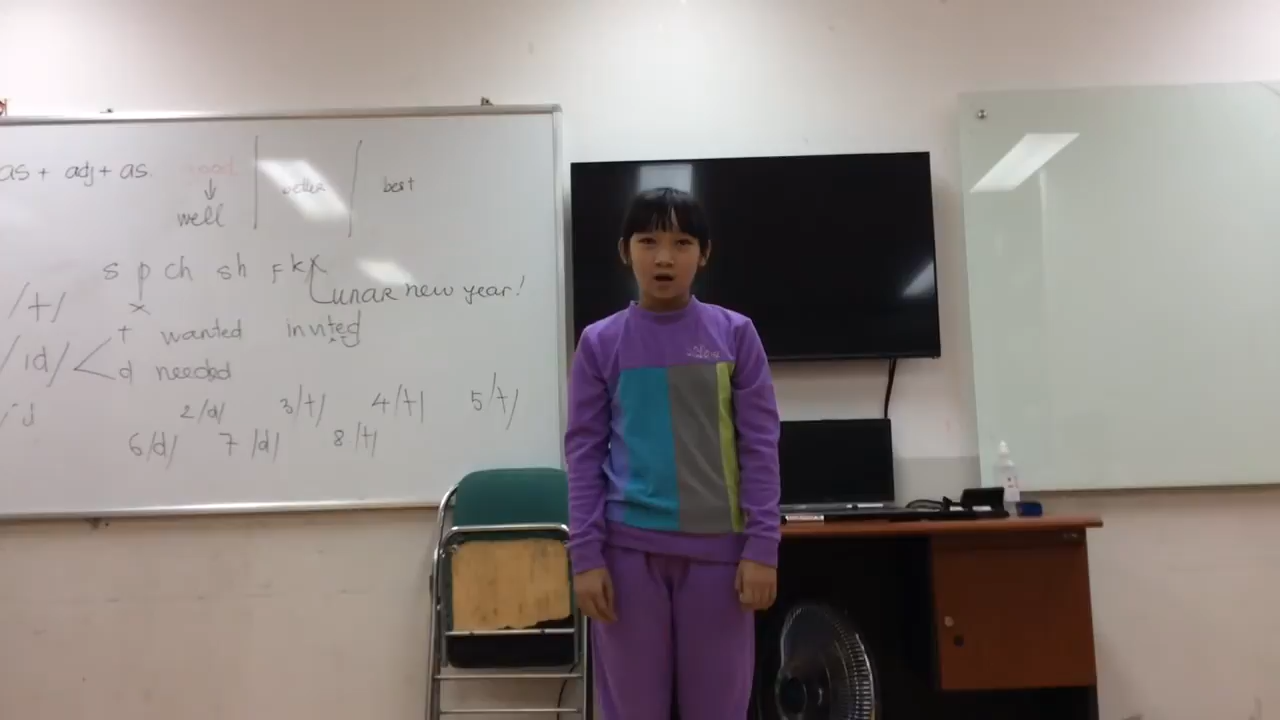 as + adj + as. good | better | best
↓
well
s p ch sh F k x
x
Lunar new year!
/t/
/id/ < t wanted invited
d needed
2 /d/ 3 /t/ 4 /t/ 5 /t/
6 /d/ 7 /d/ 8 /t/